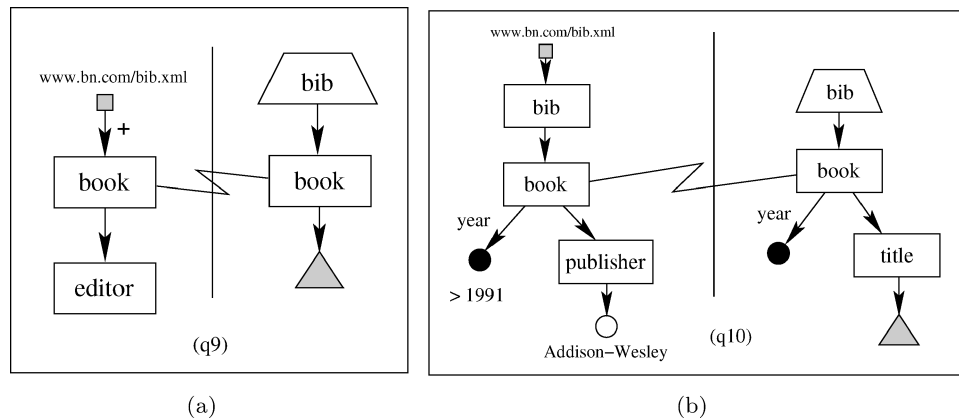 www.bn.com/bib.xml
+
book
editor
bib
book
(q9)
(a)
www.bn.com/bib.xml
bib
book
year
> 1991
publisher
Addison-Wesley
bib
book
year
title
(q10)
(b)